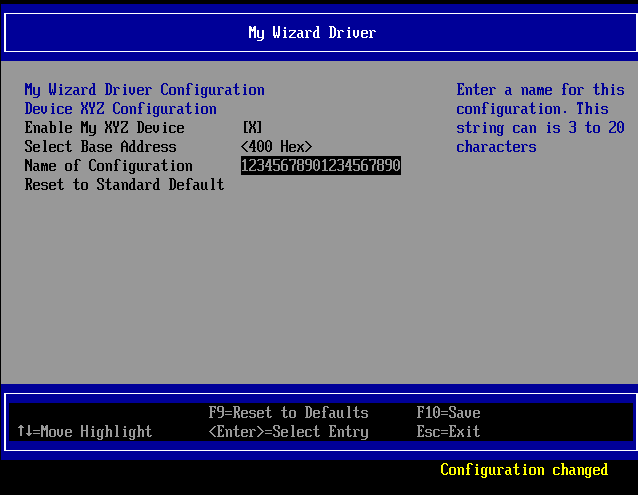 My Wizard Driver
My Wizard Driver Configuration
Device XYZ Configuration
Enable My XYZ Device [X]
Select Base Address <400 Hex>
Name of Configuration 12345678901234567890
Reset to Standard Default
Enter a name for this
configuration. This
string can is 3 to 20
characters
F9=Reset to Defaults F10=Save
↑↓=Move Highlight <Enter>=Select Entry Esc=Exit
Configuration changed